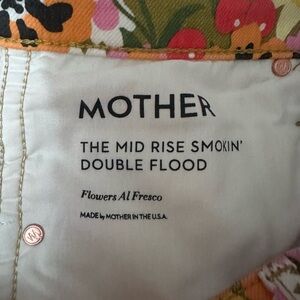 MOTHER
THE MID RISE SMOKIN'
DOUBLE FLOOD
Flowers Al Fresco
MADE by MOTHER IN THE U.S.A.